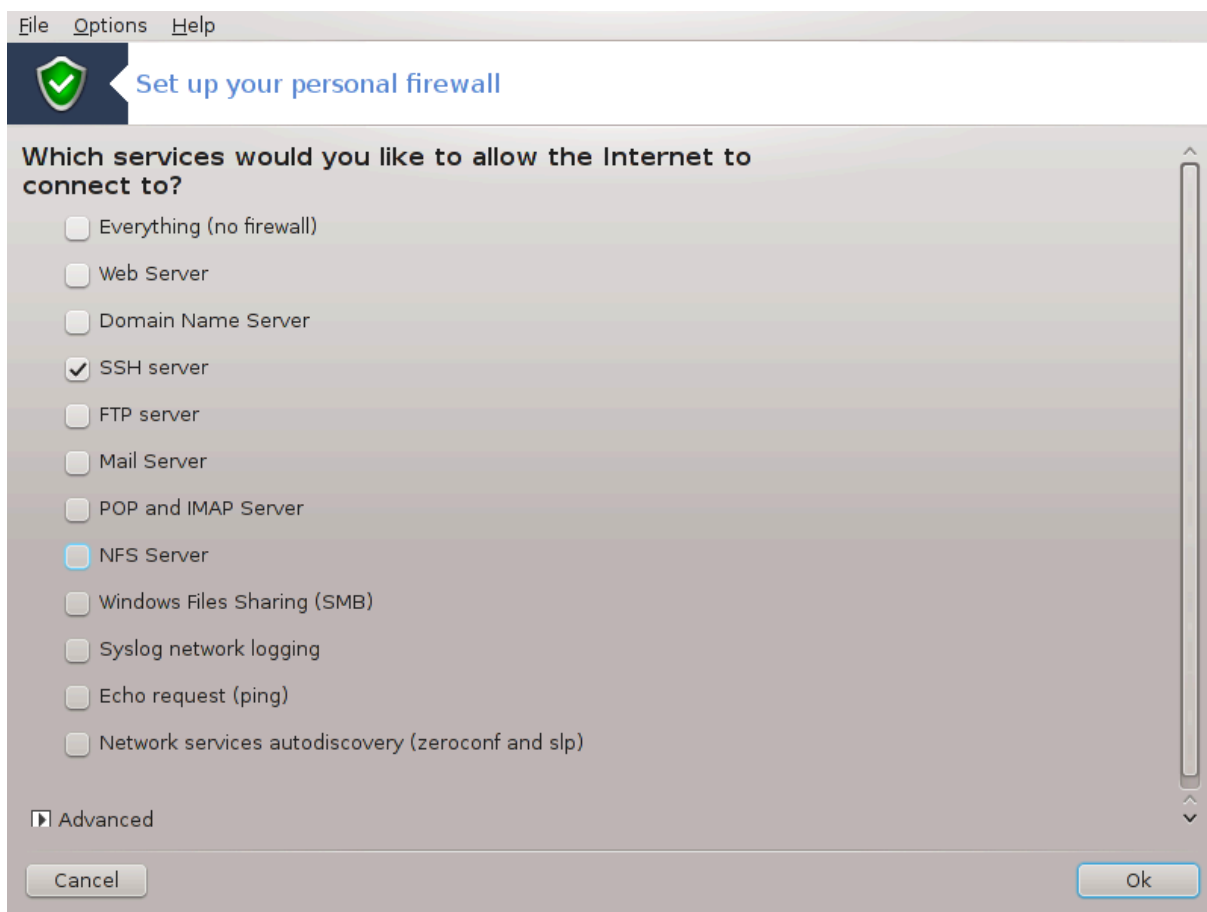 File Options Help
Set up your personal firewall
Which services would you like to allow the Internet to
connect to?
Everything (no firewall)
Web Server
Domain Name Server
SSH server
FTP server
Mail Server
POP and IMAP Server
NFS Server
Windows Files Sharing (SMB)
Syslog network logging
Echo request (ping)
Network services autodiscovery (zeroconf and slp)
Advanced
Cancel Ok